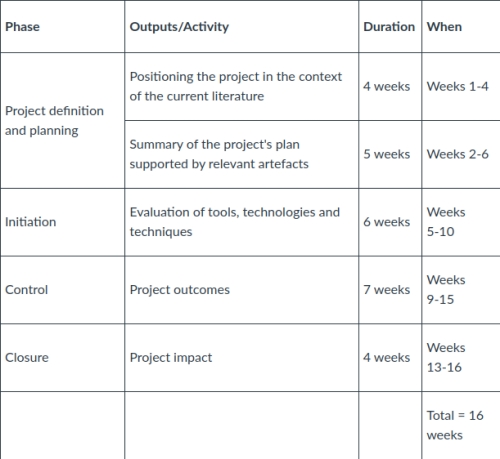 Phase Outputs/Activity Duration When
Project definition
and planning
Positioning the project in the context
of the current literature
4 weeks Weeks 1-4
Summary of the project's plan
supported by relevant artefacts
5 weeks Weeks 2-6
Initiation
Evaluation of tools, technologies and
techniques
6 weeks
Weeks
5-10
Control Project outcomes 7 weeks
Weeks
9-15
Closure Project impact 4 weeks
Weeks
13-16
Total = 16
weeks